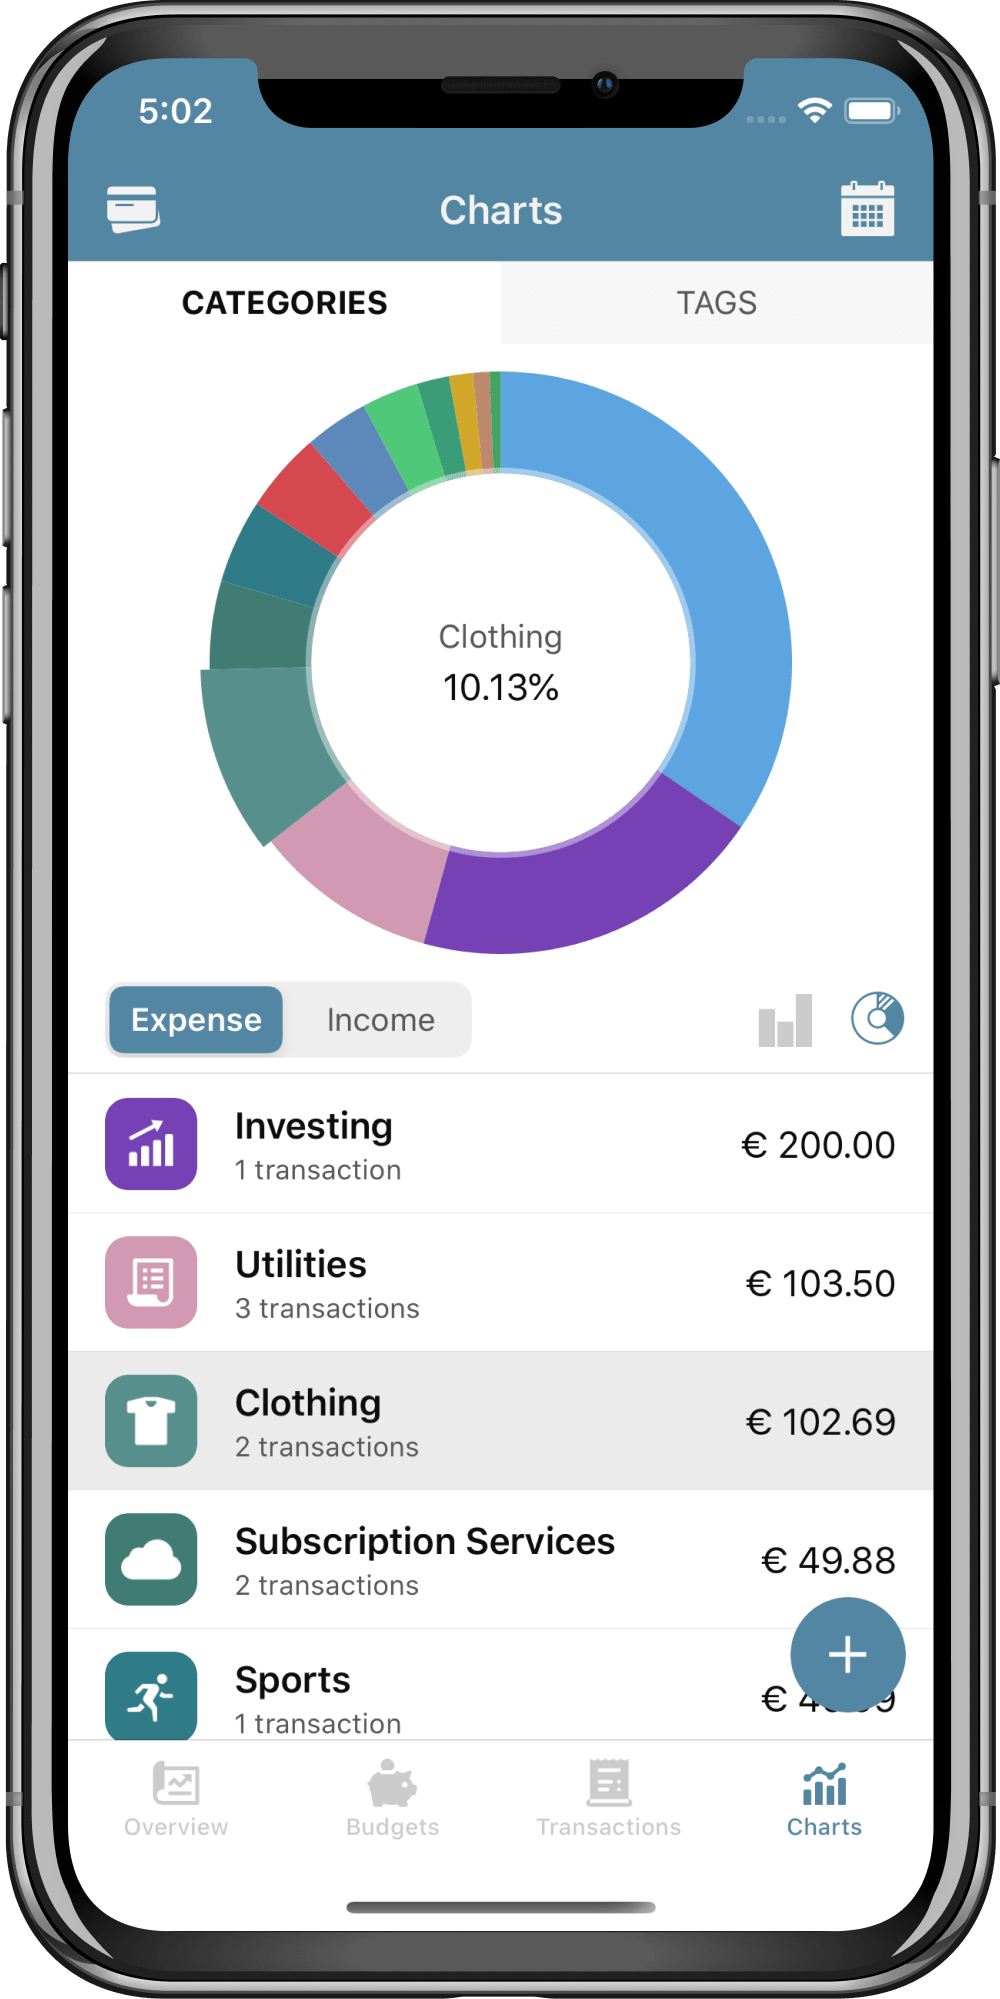 5:02
Charts
CATEGORIES
TAGS
Clothing
10.13%
Expense
Income
Investing
€ 200.00
1 transaction
Utilities
€ 103.50
3 transactions
Clothing
€ 102.69
2 transactions
Subscription Services
€ 49.88
2 transactions
Sports
€
1 transaction
Overview
Budgets
Transactions
Charts